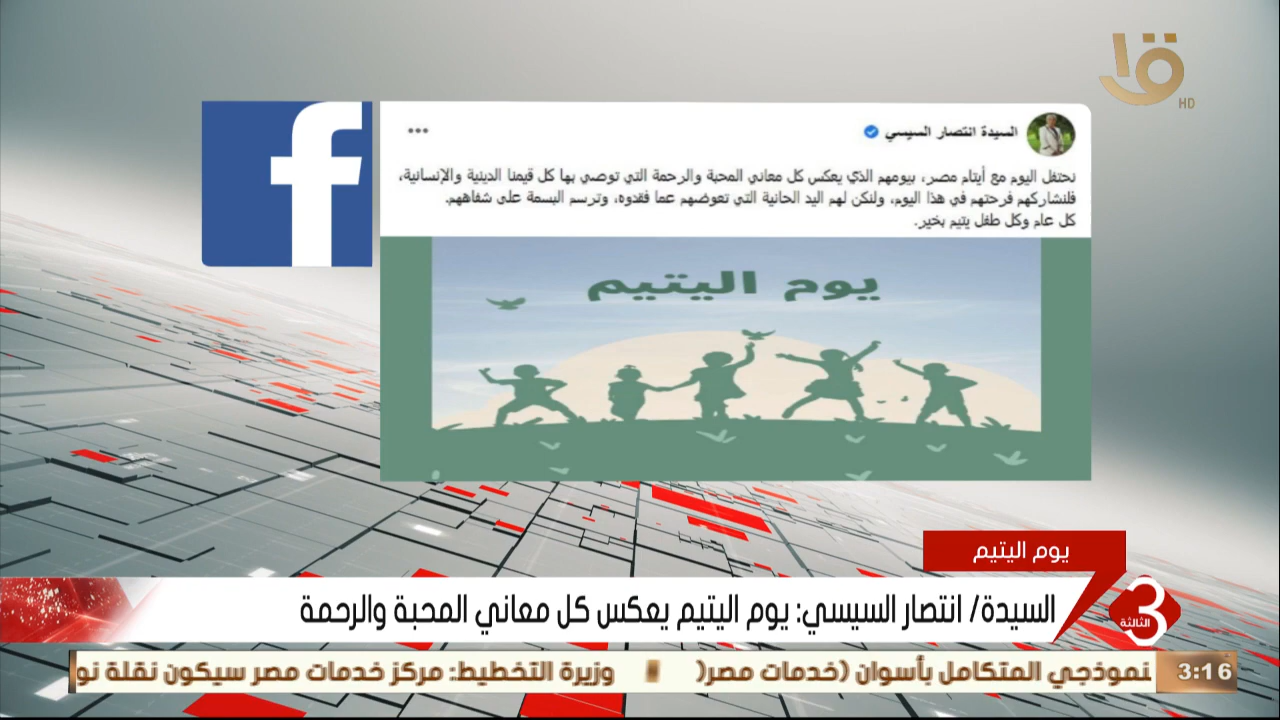 HD
السيدة انتصار السيسي
نحتفل اليوم مع أيتام مصر، بيومهم الذي يعكس كل معاني المحبة والرحمة التي توصي بها كل قيمنا الدينية والإنسانية،
فلنشاركهم فرحتهم في هذا اليوم، ولنكن لهم اليد الحانية التي تعوضهم عما فقدوه، وترسم البسمة على شفاههم.
كل عام وكل طفل يتيم بخير.
يوم اليتيم
يوم اليتيم
السيدة/ انتصار السيسي: يوم اليتيم يعكس كل معاني المحبة والرحمة
3 الثالثة
نموذجي المتكامل بأسوان (خدمات مصر( وزيرة التخطيط: مركز خدمات مصر سيكون نقلة نو
3:16